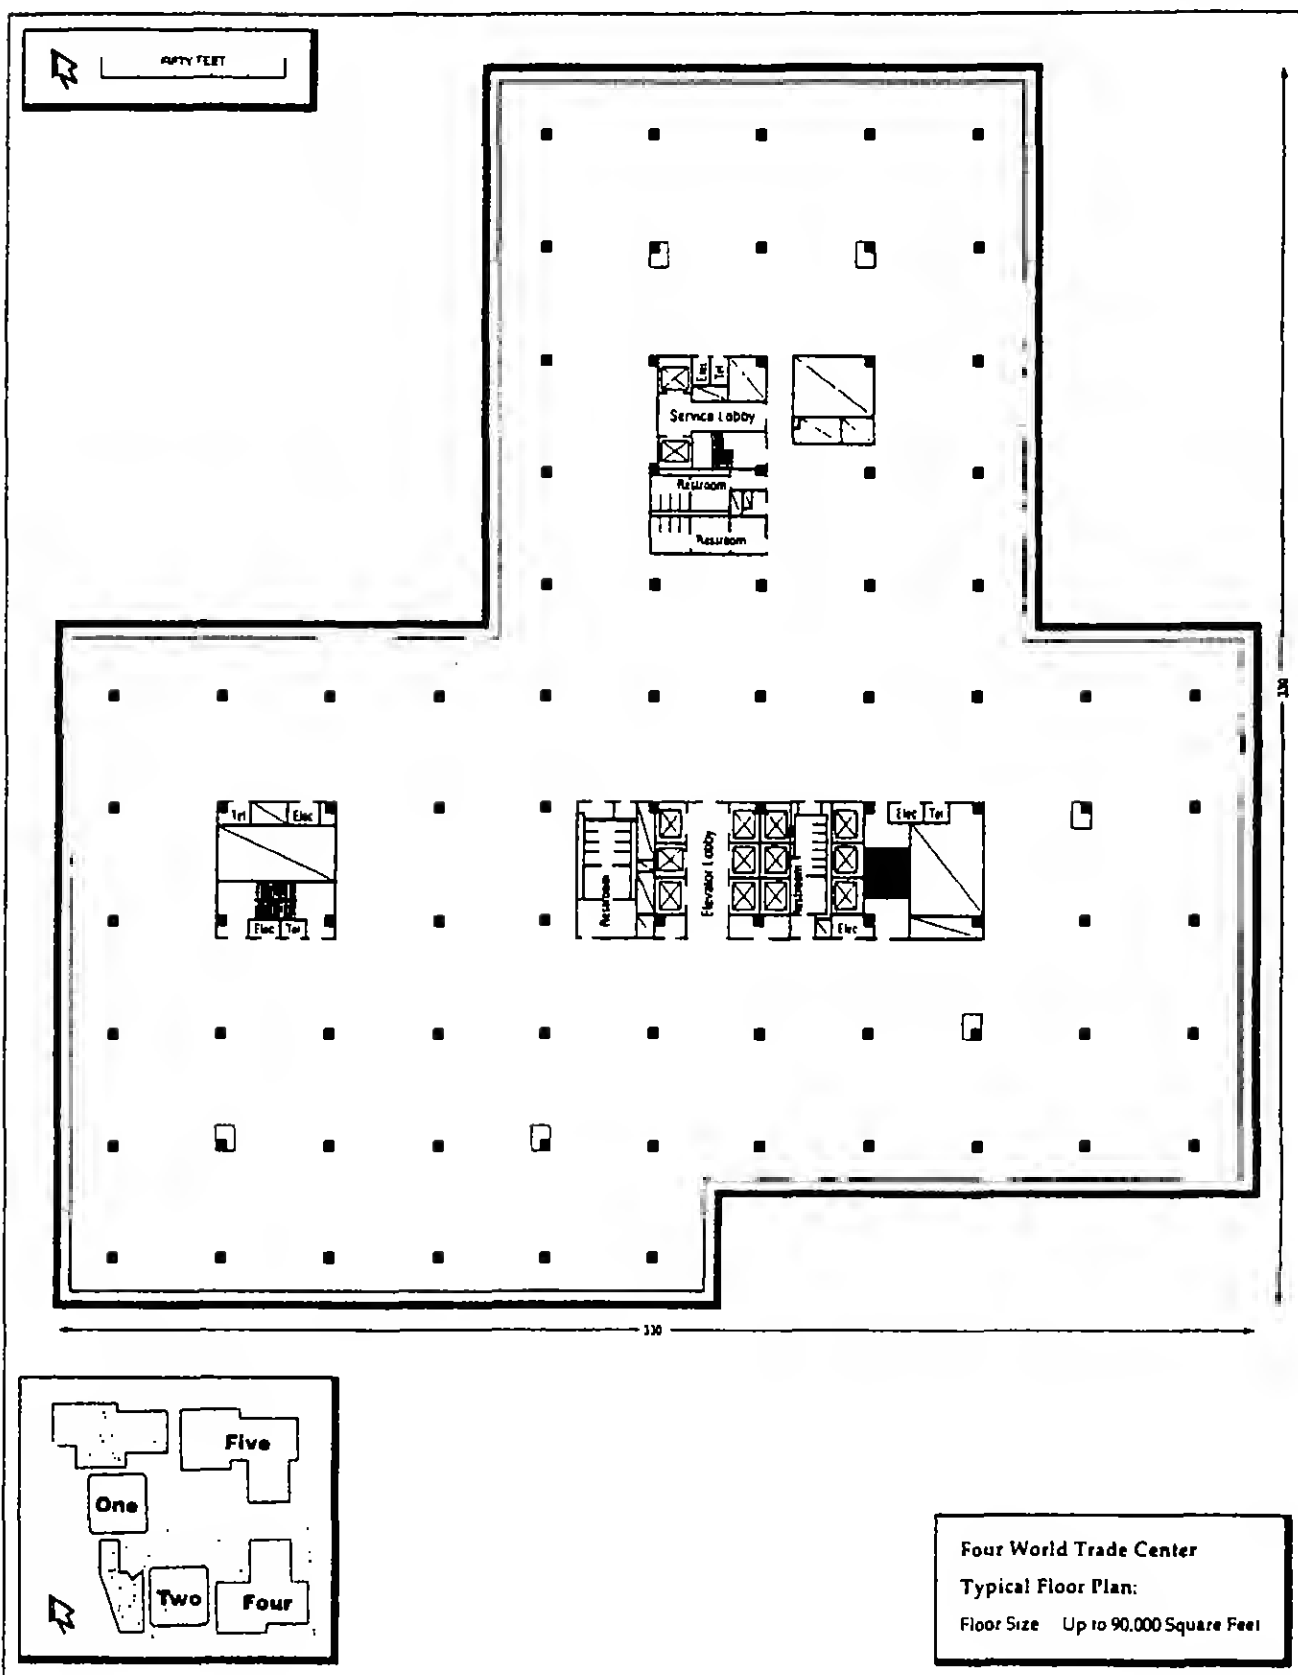 FIFTY FEET
Elec
Tel
Service Lobby
Restroom
Restroom
330
Tel
Elec
Elec
Tel
Restroom
Elevator Lobby
Restroom
Elec
Tel
Elec
330
Five
One
Two
Four
Four World Trade Center
Typical Floor Plan:
Floor Size Up to 90,000 Square Feet